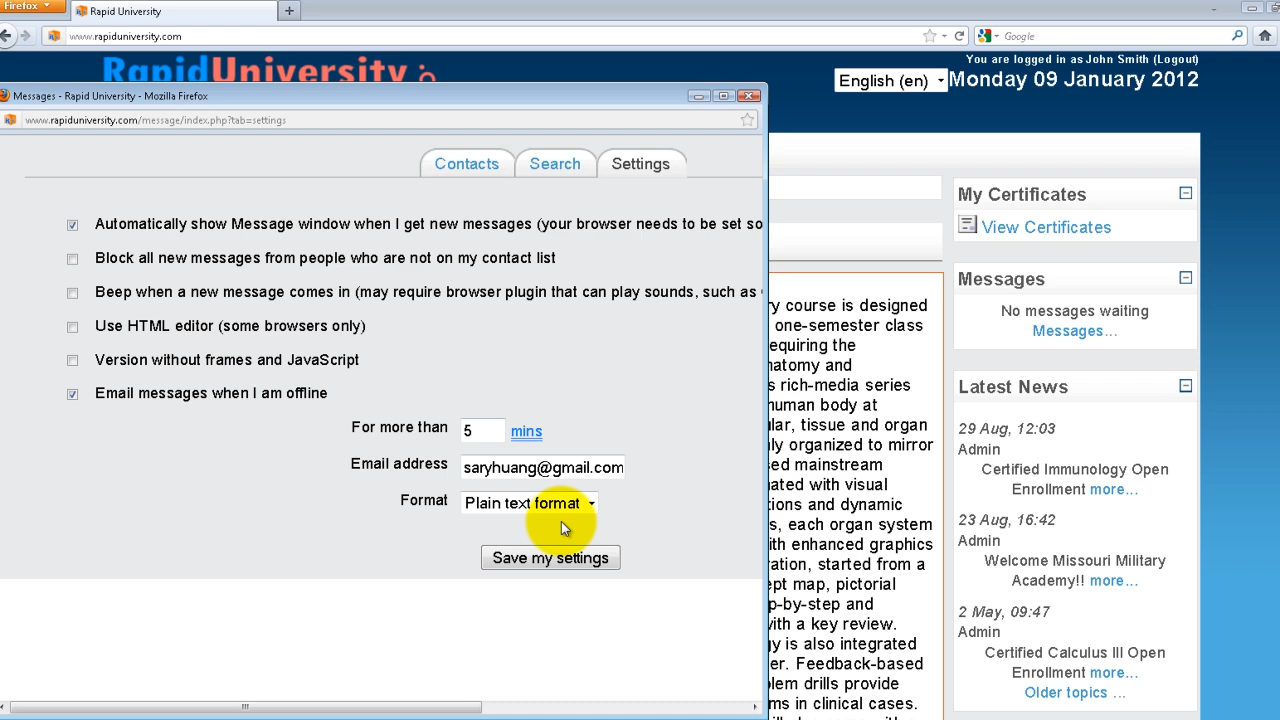 Firefox
Rapid University
www.rapiduniversity.com
Google
RapidUniversity
You are logged in as John Smith (Logout)
English (en)
Monday 09 January 2012
Messages - Rapid University - Mozilla Firefox
www.rapiduniversity.com/message/index.php?tab=settings
Contacts
Search
Settings
Automatically show Message window when I get new messages (your browser needs to be set so
Block all new messages from people who are not on my contact list
Beep when a new message comes in (may require browser plugin that can play sounds, such as
Use HTML editor (some browsers only)
Version without frames and JavaScript
Email messages when I am offline
For more than 5 mins
Email address saryhuang@gmail.com
Format Plain text format
Save my settings
ry course is designed
one-semester class
equiring the
natomy and
s rich-media series
human body at
lar, tissue and organ
ly organized to mirror
ed mainstream
ated with visual
tions and dynamic
s, each organ system
ith enhanced graphics
ration, started from a
ept map, pictorial
p-by-step and
with a key review.
gy is also integrated
er. Feedback-based
blem drills provide
ms in clinical cases.
My Certificates
View Certificates
Messages
No messages waiting
Messages...
Latest News
29 Aug, 12:03
Admin
Certified Immunology Open
Enrollment more...
23 Aug, 16:42
Admin
Welcome Missouri Military
Academy!! more...
2 May, 09:47
Admin
Certified Calculus III Open
Enrollment more...
Older topics ...